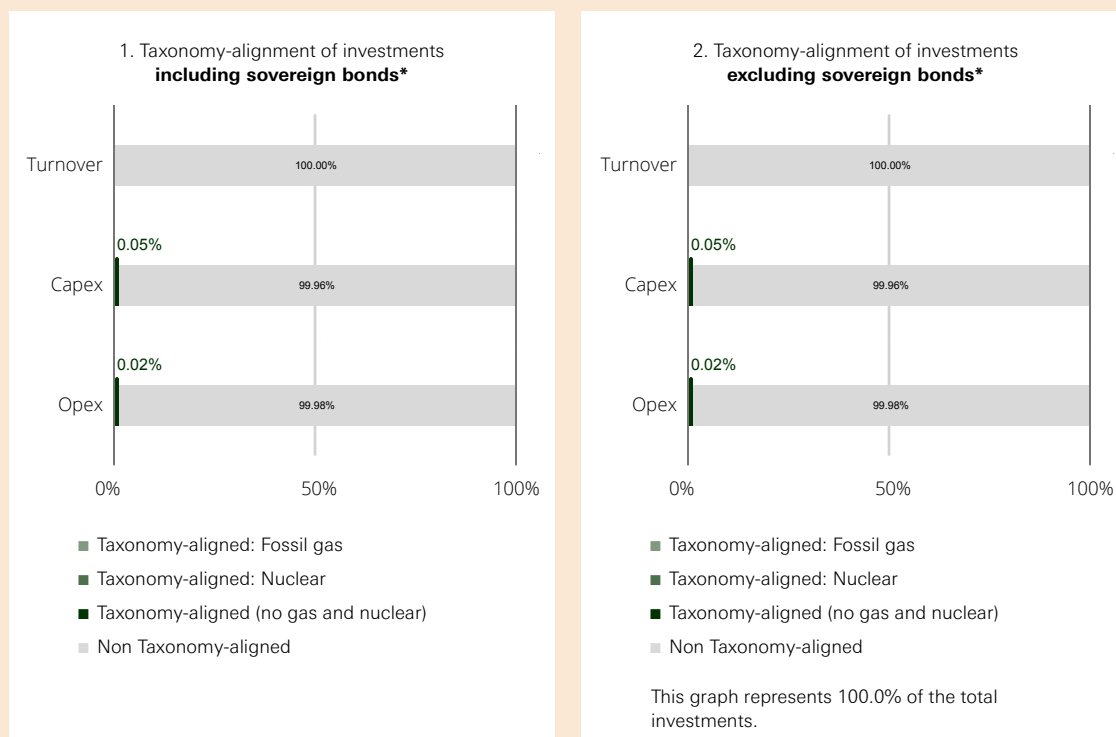 1. Taxonomy-alignment of investments
including sovereign bonds*
Turnover
100.00%
0.05%
Capex
99.96%
0.02%
Opex
99.98%
0%
50%
100%
Taxonomy-aligned: Fossil gas
Taxonomy-aligned: Nuclear
Taxonomy-aligned (no gas and nuclear)
Non Taxonomy-aligned
2. Taxonomy-alignment of investments
excluding sovereign bonds*
Turnover
100.00%
0.05%
Capex
99.96%
0.02%
Opex
99.98%
0%
50%
100%
Taxonomy-aligned: Fossil gas
Taxonomy-aligned: Nuclear
Taxonomy-aligned (no gas and nuclear)
Non Taxonomy-aligned
This graph represents 100.0% of the total
investments.